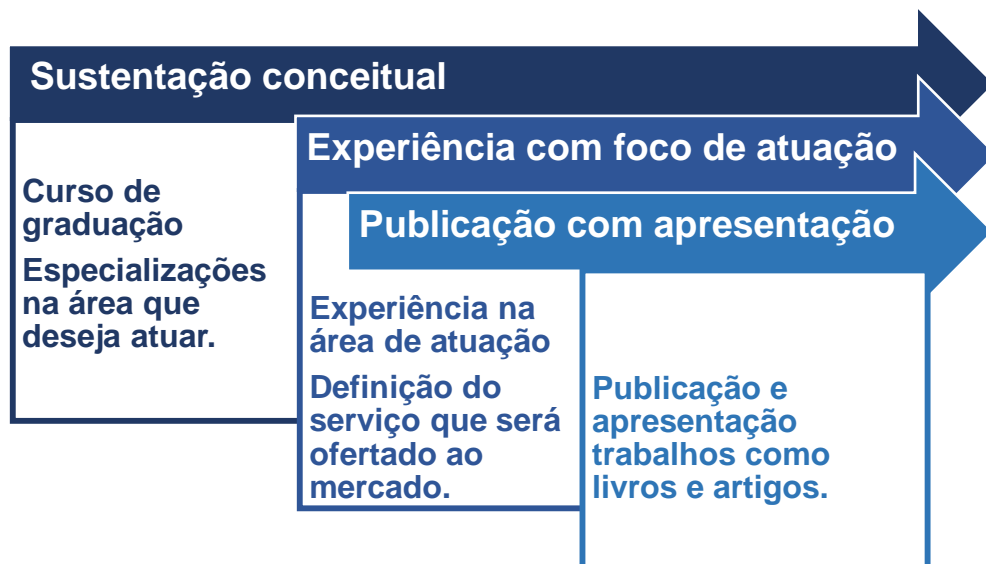 Sustentação conceitual
Curso de
graduação
Especializações
na área que
deseja atuar.
Experiência com foco de atuação
Experiência na
área de atuação
Definição do
serviço que será
ofertado ao
mercado.
Publicação com apresentação
Publicação e
apresentação
trabalhos como
livros e artigos.